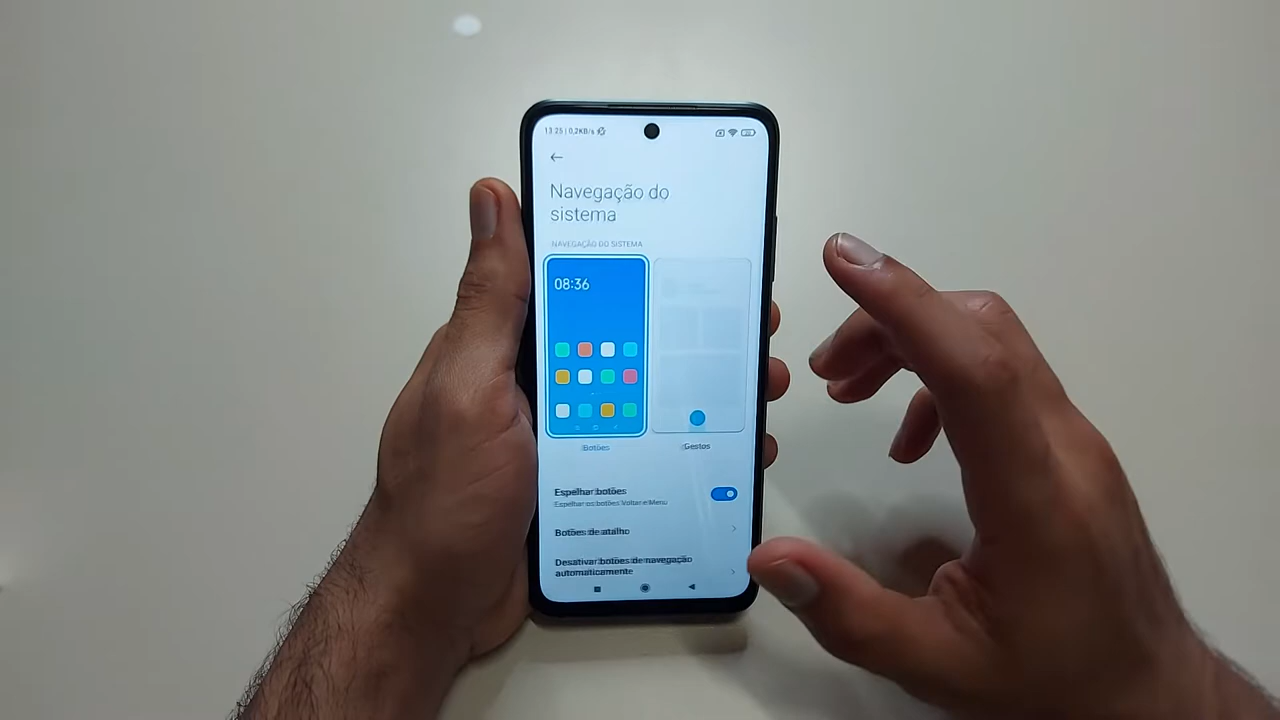 13 25 | 0,2KB/s
Navegação do
sistema
NAVEGAÇÃO DO SISTEMA
08:36
Botões
Gestos
Espelhar botões
Espelhar os botões Voltar e Menu
Botões de atalho
Desativar botões de navegação
automaticamente